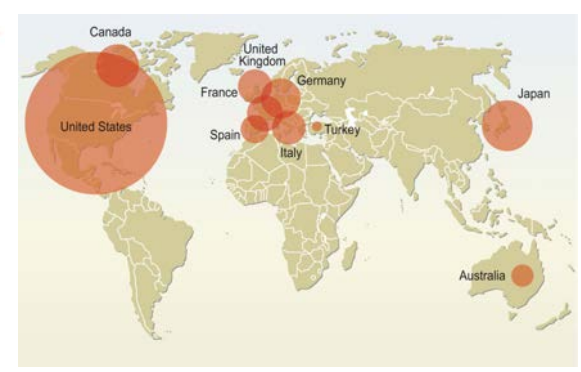 Canada
United
Kingdom
France
Germany
Japan
United States
Spain
Turkey
Italy
Australia